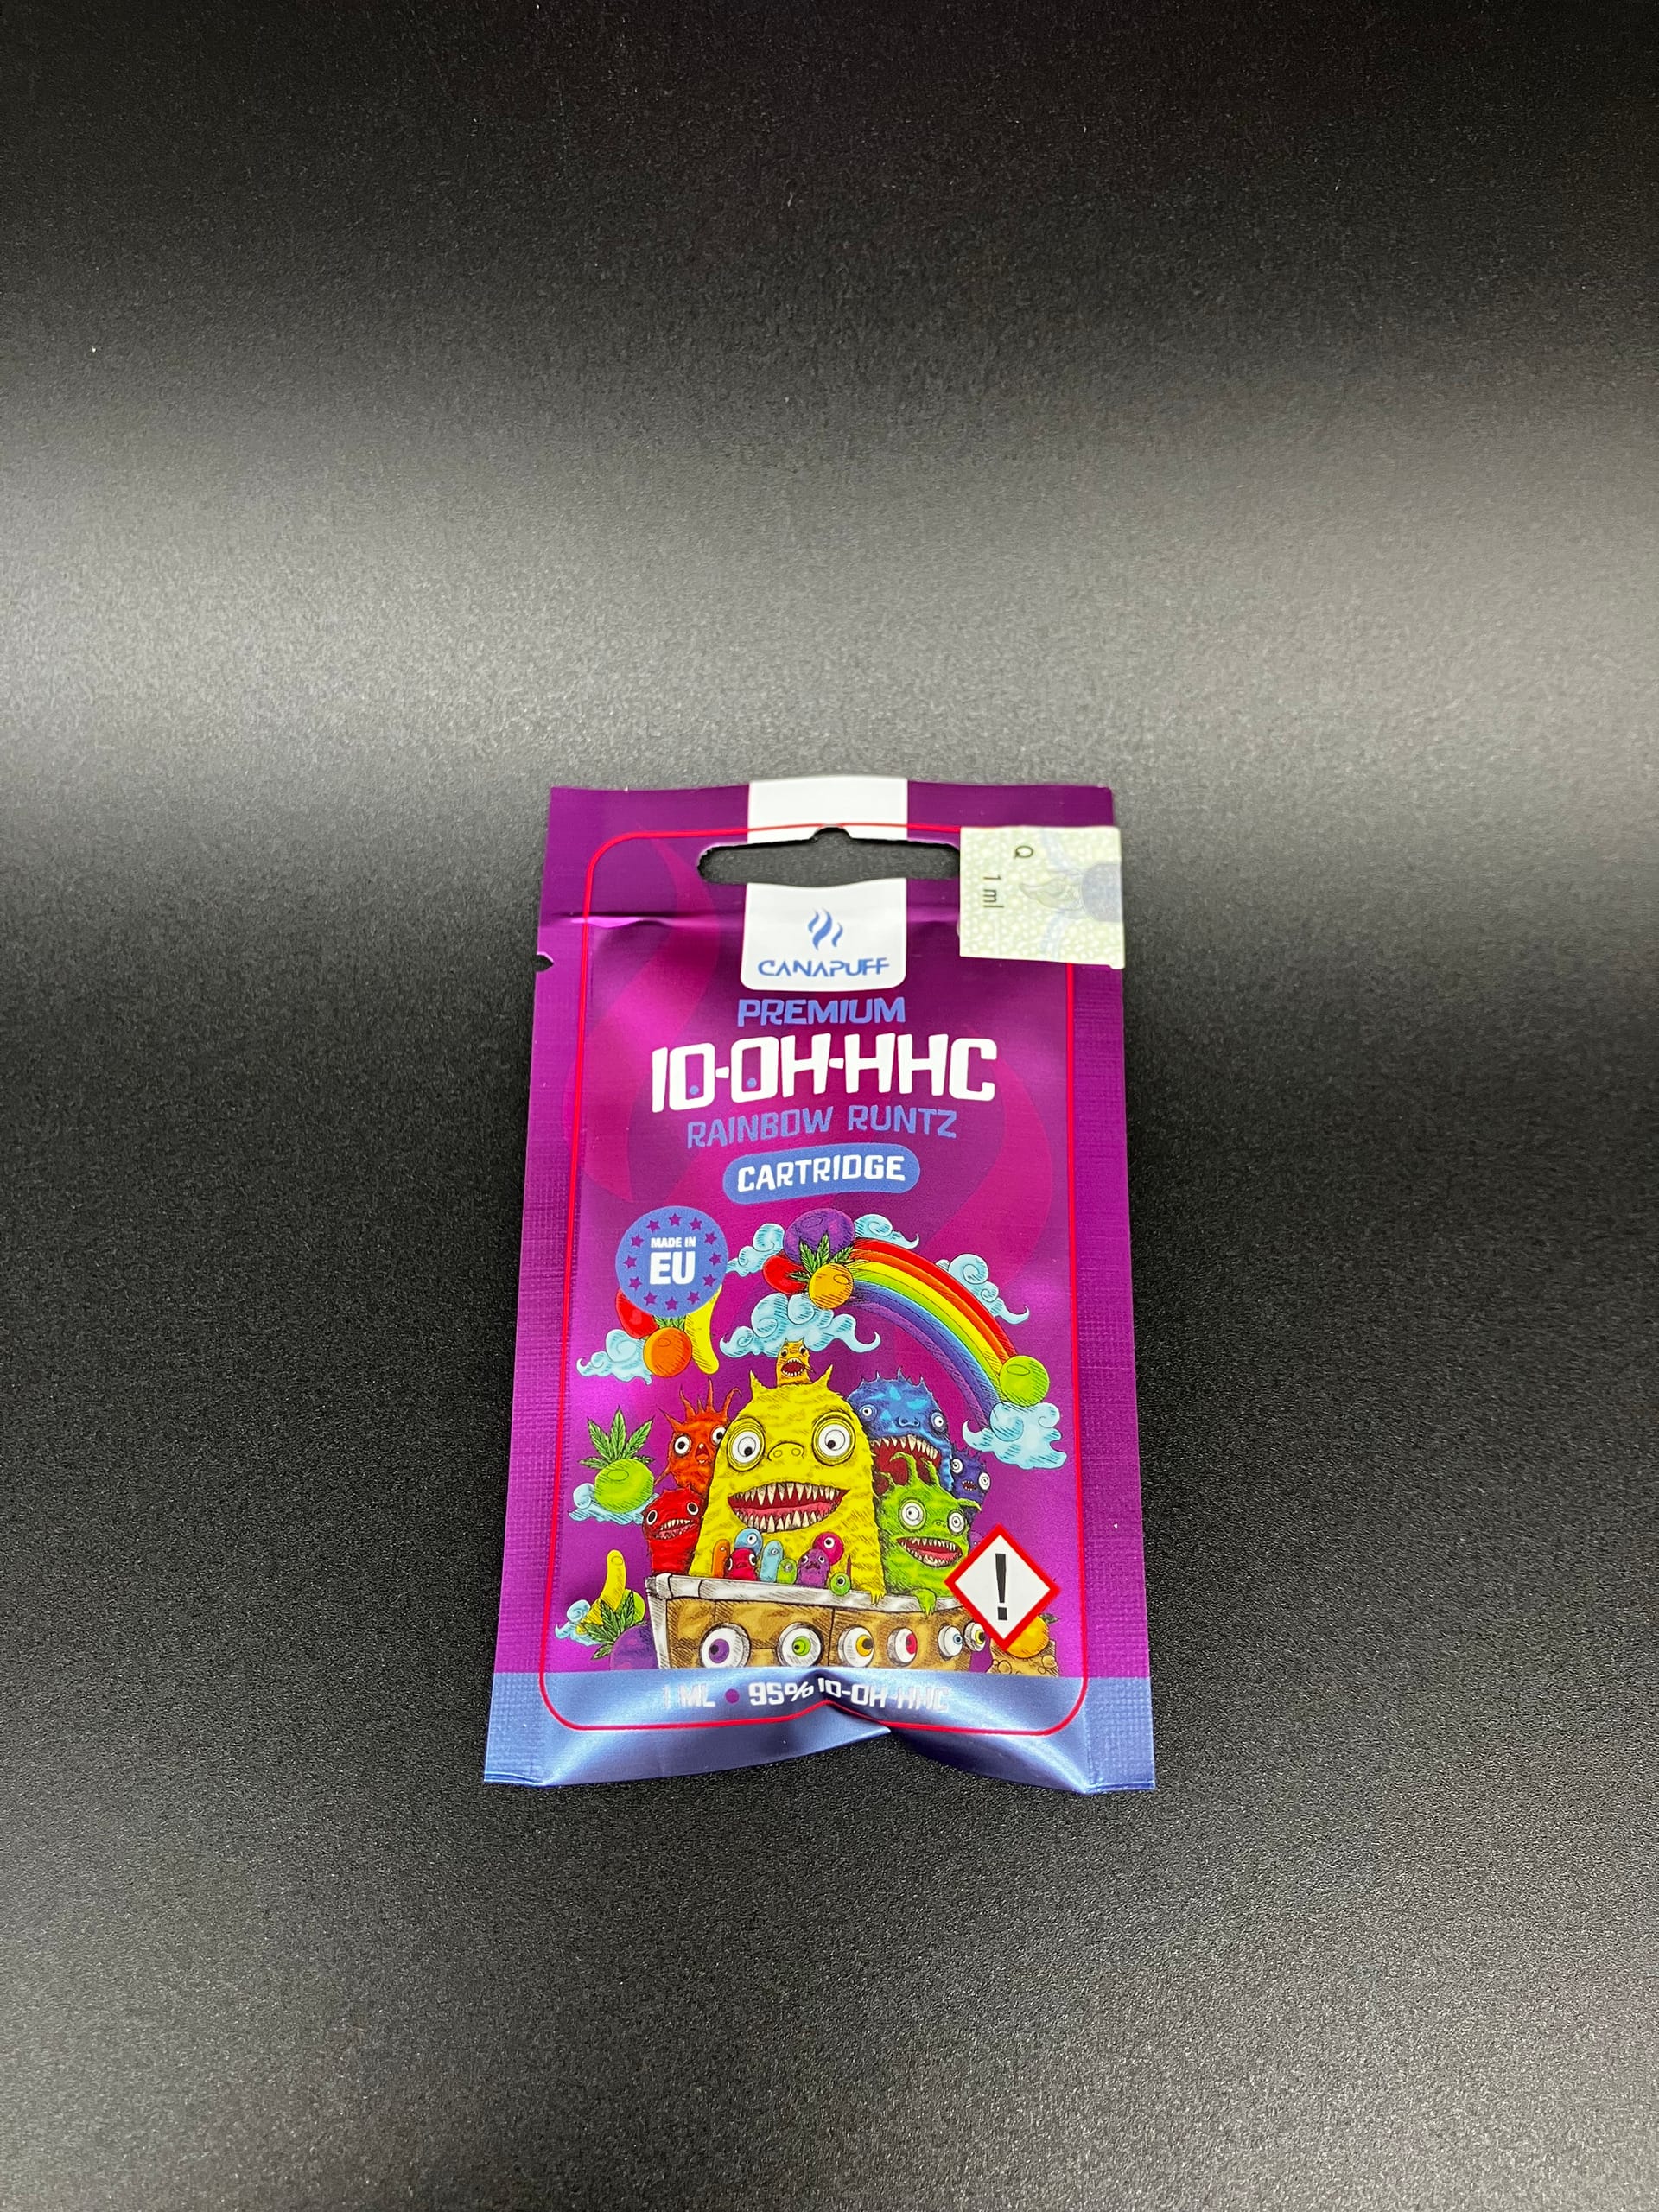 Q
1 ml
CANAPUFF
PREMIUM
10-OH-HHC
RAINBOW RUNTZ
CARTRIDGE
MADE IN
EU
!
1 ML • 95% 10-OH-HHC